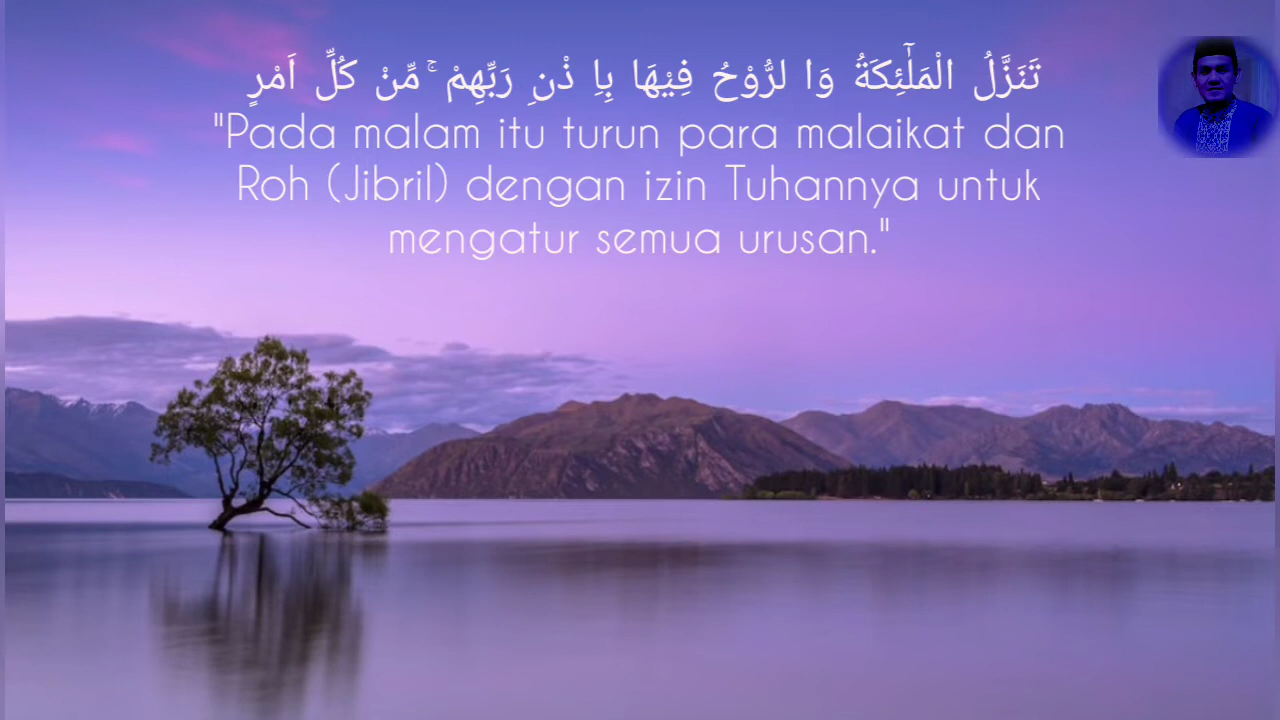 تَنَزَّلُ الْمَلٰٓئِكَةُ وَا لرُّوْحُ فِيْهَا بِاِ ذْنِ رَبِّهِمْ ۚ مِّنْ كُلِّ اَمْرٍ
"Pada malam itu turun para malaikat dan
Roh (Jibril) dengan izin Tuhannya untuk
mengatur semua urusan."